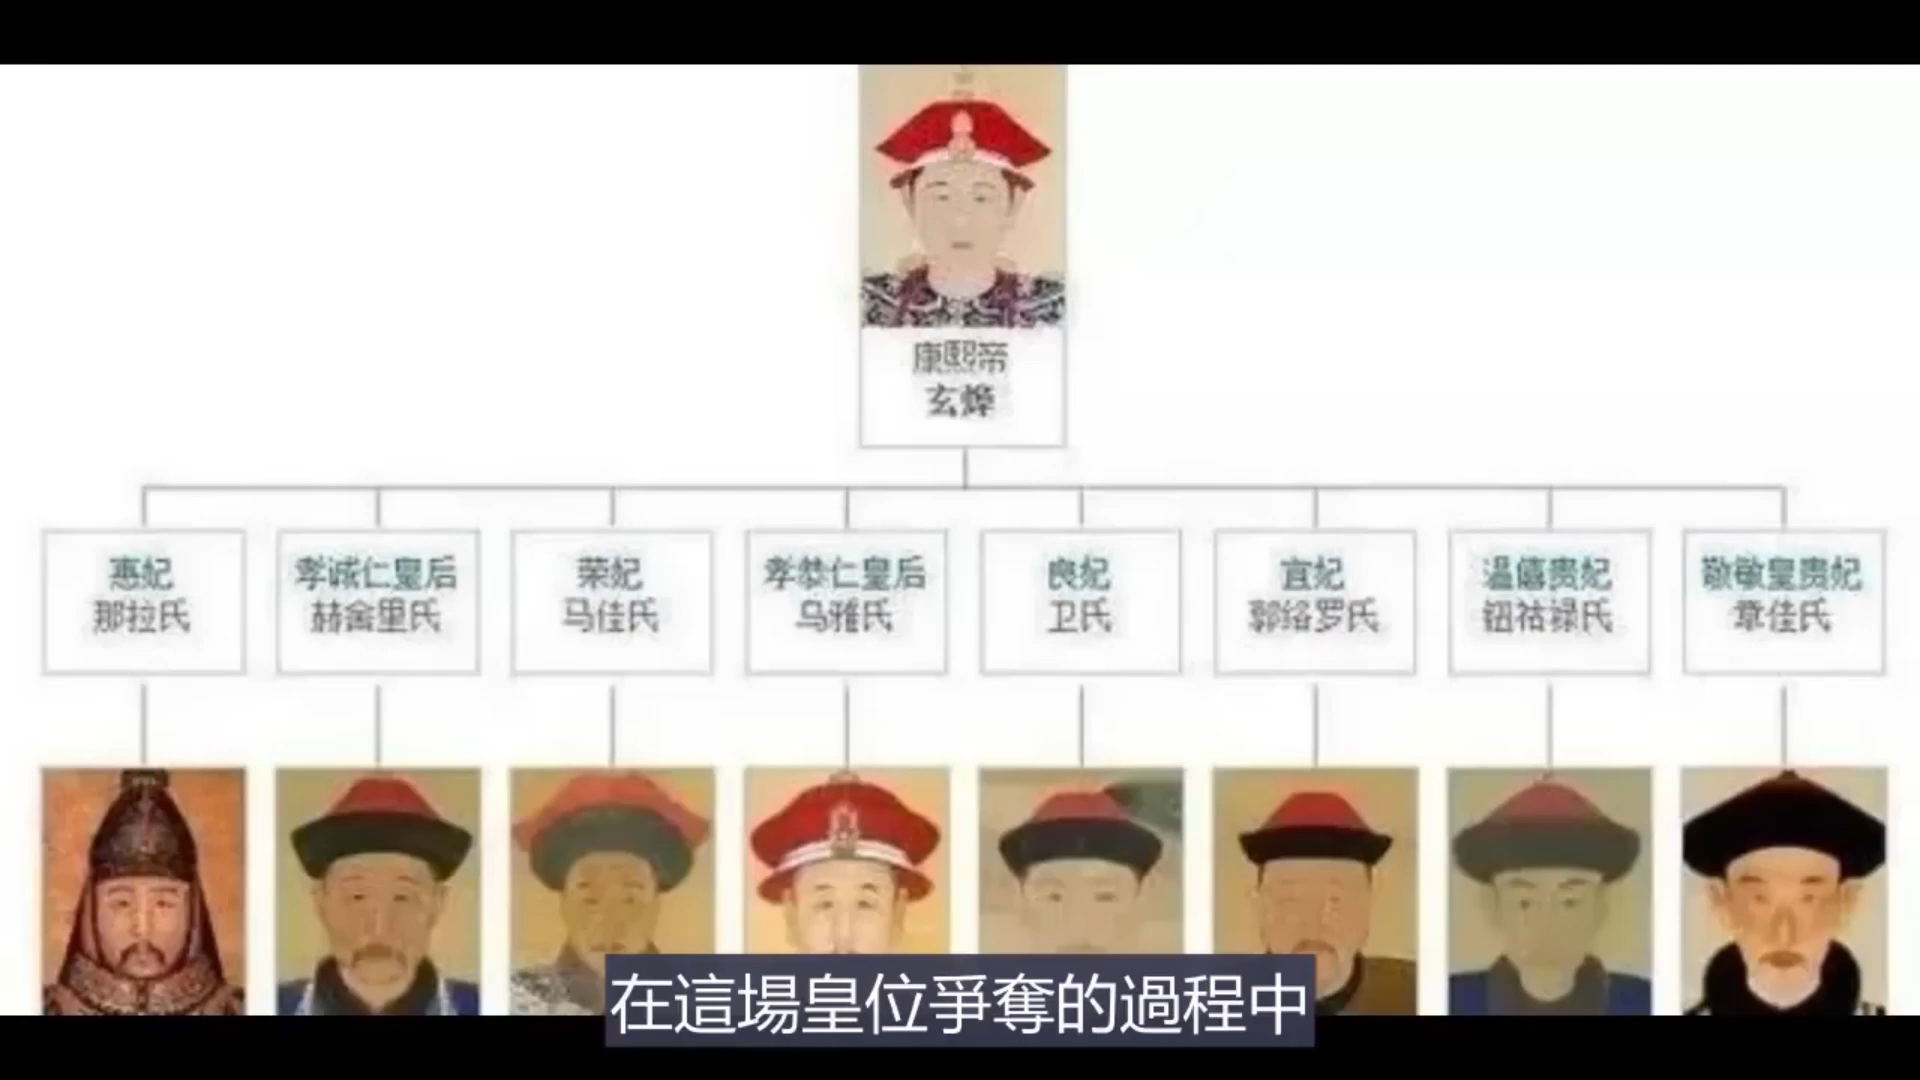 康熙帝
玄烨
惠妃
那拉氏
孝诚仁皇后
赫舍里氏
荣妃
马佳氏
孝恭仁皇后
乌雅氏
良妃
卫氏
宜妃
郭络罗氏
温僖贵妃
钮祜禄氏
敬敏皇贵妃
章佳氏
在這場皇位爭奪的過程中